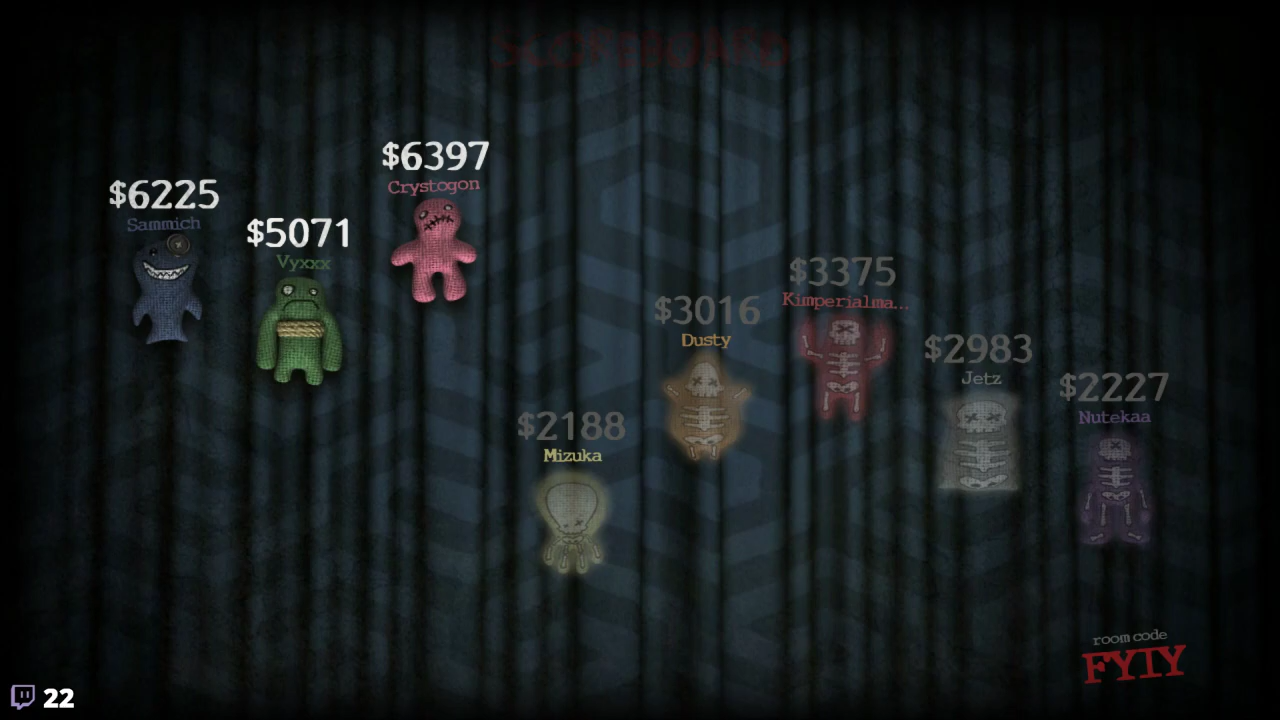 SCOREBOARD
$6397
Crystogon
$6225
Sammich
$5071
Vyxxx
$3375
Kimperialma...
$3016
Dusty
$2983
Jetz
$2227
Nutekaa
$2188
Mizuka
room code
FYIY
22